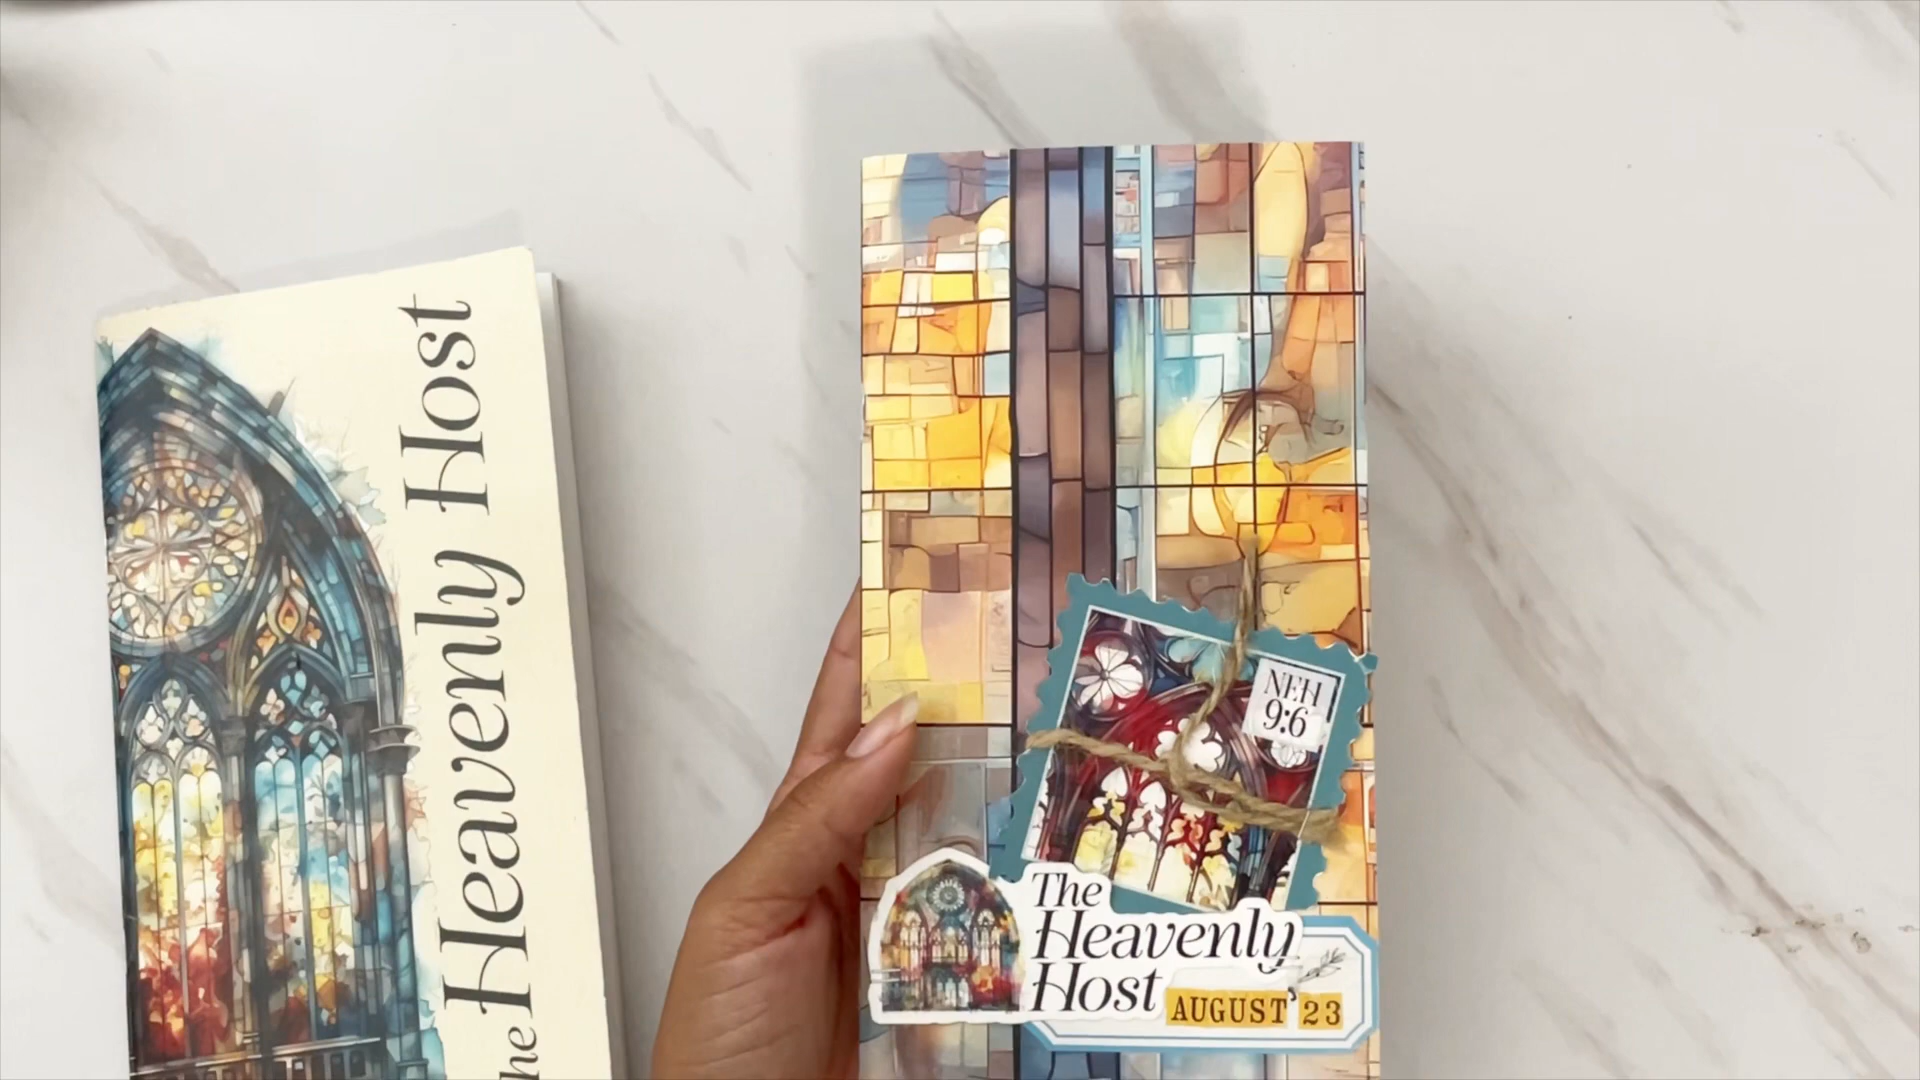 The Heavenly Host
NEH
9:6
The
Heavenly
Host
AUGUST'23